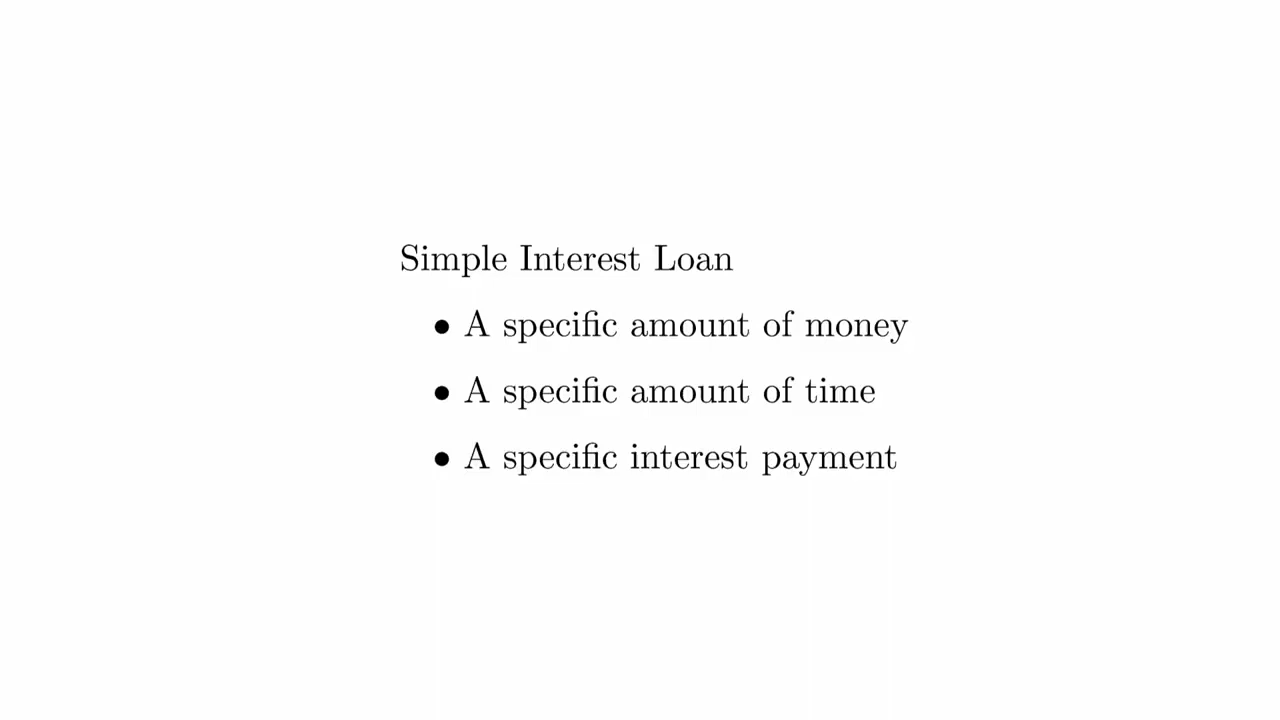 Simple Interest Loan
• A specific amount of money
• A specific amount of time
• A specific interest payment